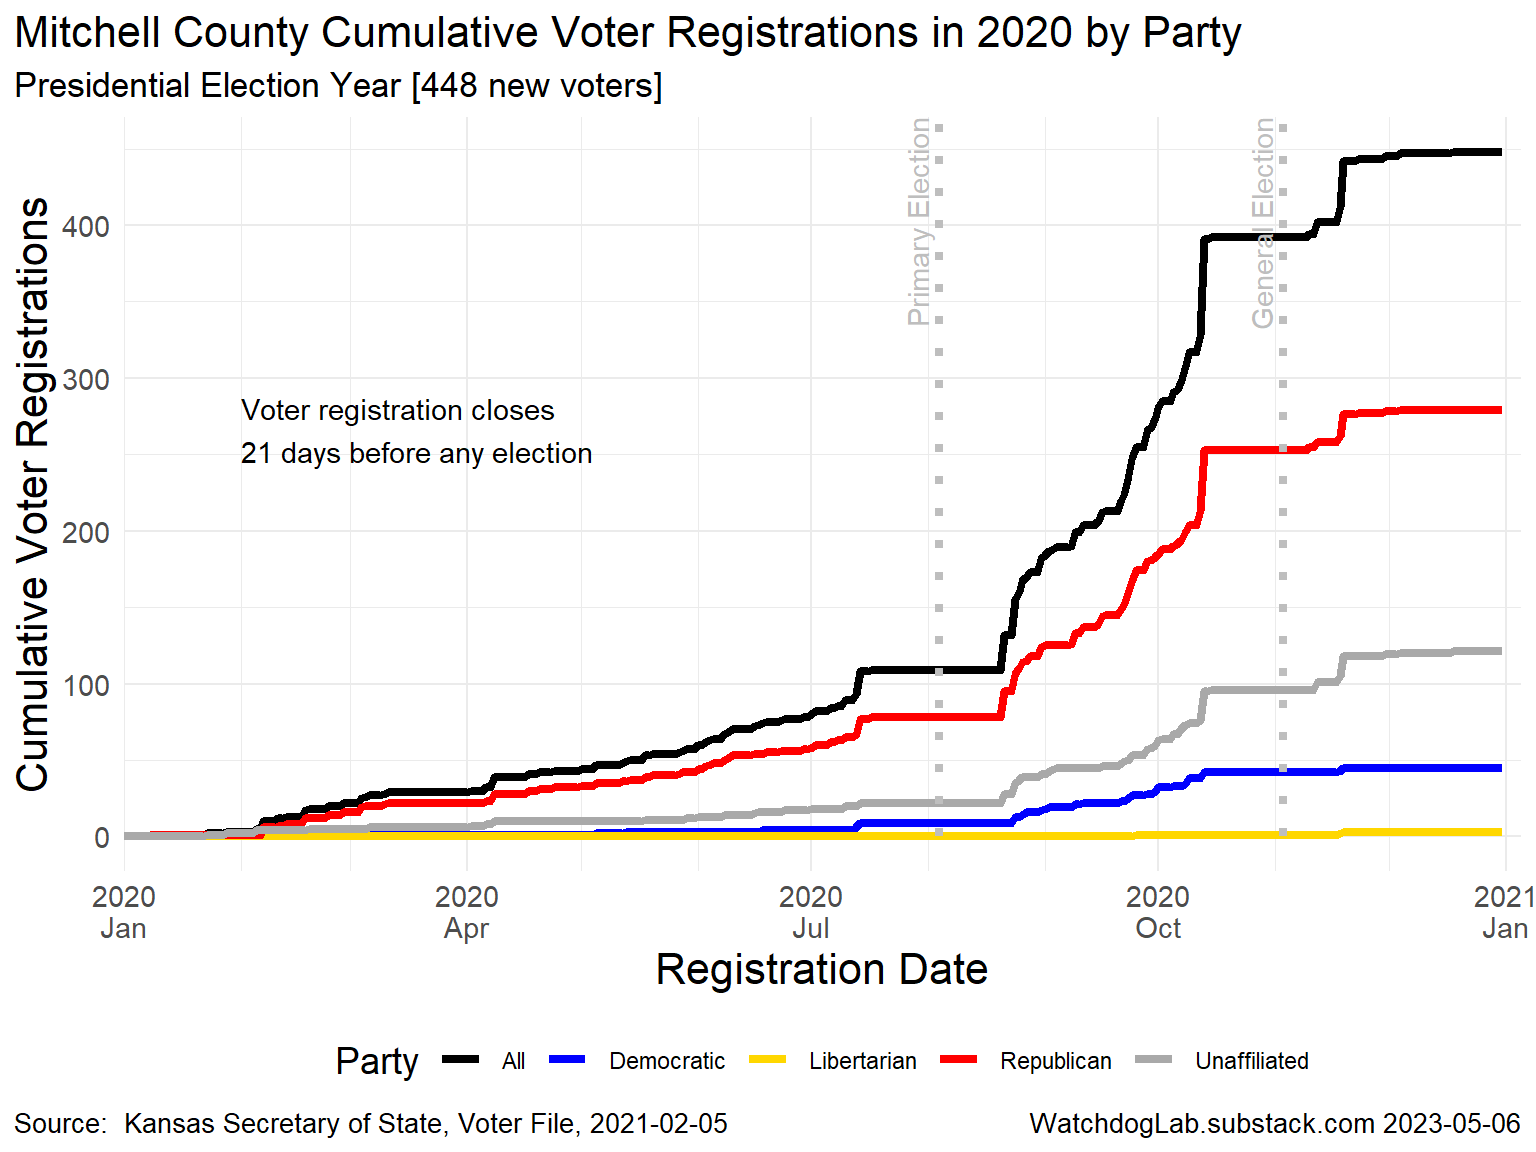 Mitchell County Cumulative Voter Registrations in 2020 by Party
Presidential Election Year [448 new voters]
Cumulative Voter Registrations
400
300
200
100
0
Primary Election
General Election
Voter registration closes
21 days before any election
2020 2020 2020 2020 2021
Jan Apr Jul Oct Jan
Registration Date
Party All Democratic Libertarian Republican Unaffiliated
Source:  Kansas Secretary of State, Voter File, 2021-02-05
WatchdogLab.substack.com 2023-05-06